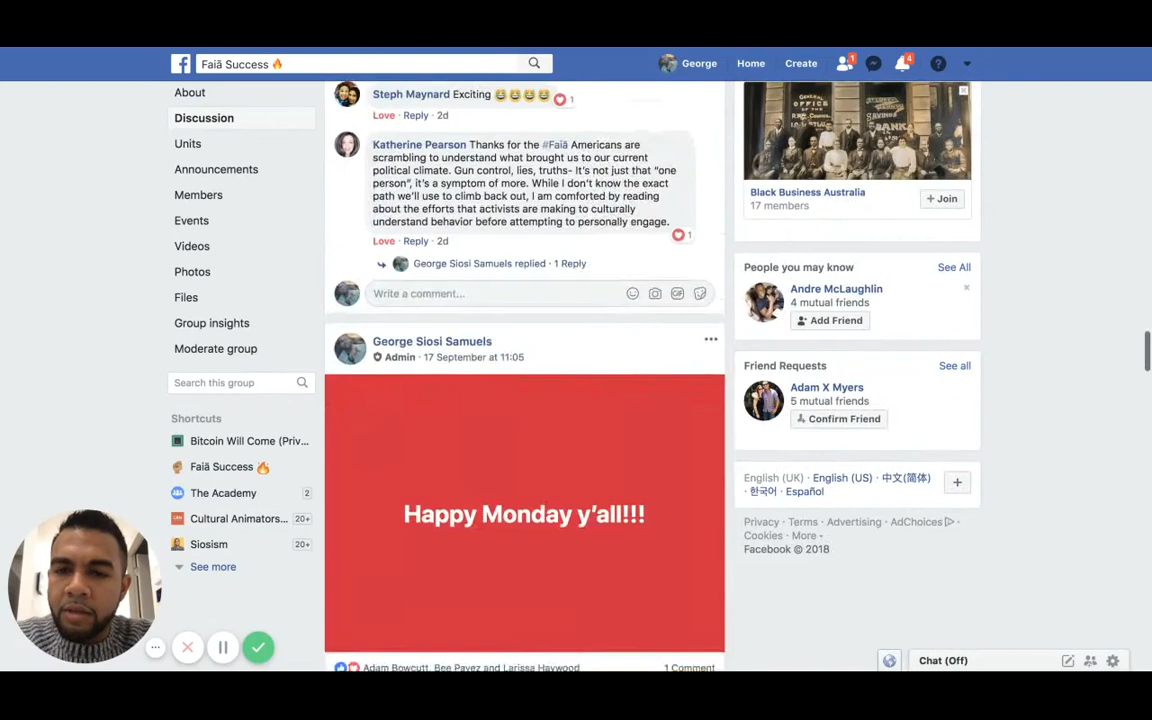 Faiā Success 🔥
George
Home
Create
1
4
About
Discussion
Units
Announcements
Members
Events
Videos
Photos
Files
Group insights
Moderate group
Search this group
Shortcuts
Bitcoin Will Come (Priv...
Faiā Success 🔥
The Academy
2
Cultural Animators...
20+
Siosism
20+
See more
Steph Maynard Exciting 😂😂😂😂
1
Love · Reply · 2d
Katherine Pearson Thanks for the #Faiā Americans are
scrambling to understand what brought us to our current
political climate. Gun control, lies, truths- It's not just that "one
person", it's a symptom of more. While I don't know the exact
path we'll use to climb back out, I am comforted by reading
about the efforts that activists are making to culturally
understand behavior before attempting to personally engage.
1
Love · Reply · 2d
George Siosi Samuels replied · 1 Reply
Write a comment...
GIF
George Siosi Samuels
Admin · 17 September at 11:05
Happy Monday y'all!!!
Adam Bowcutt, Bee Pavez and Larissa Haywood
1 Comment
GENERAL
OFFICE
SAVINGS
BANK
Black Business Australia
17 members
+ Join
People you may know
See All
Andre McLaughlin
4 mutual friends
Add Friend
Friend Requests
See all
Adam X Myers
5 mutual friends
Confirm Friend
English (UK) · English (US) · 中文(简体)
· 한국어 · Español
Privacy · Terms · Advertising · AdChoices ·
Cookies · More
Facebook © 2018
Chat (Off)